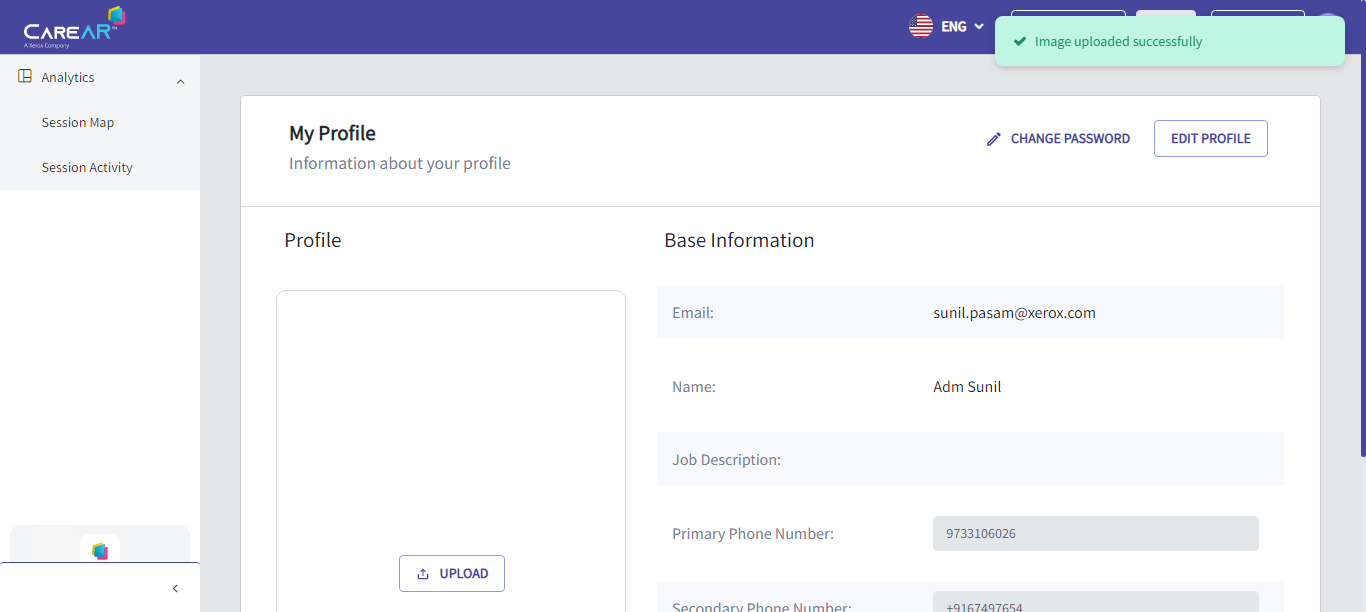 CAREAR™
A Xerox Company
ENG
Image uploaded successfully
Analytics
Session Map
Session Activity
My Profile
Information about your profile
CHANGE PASSWORD
EDIT PROFILE
Profile
Base Information
Email:
sunil.pasam@xerox.com
Name:
Adm Sunil
Job Description:
Primary Phone Number:
9733106026
UPLOAD
Secondary Phone Number:
+9167497654